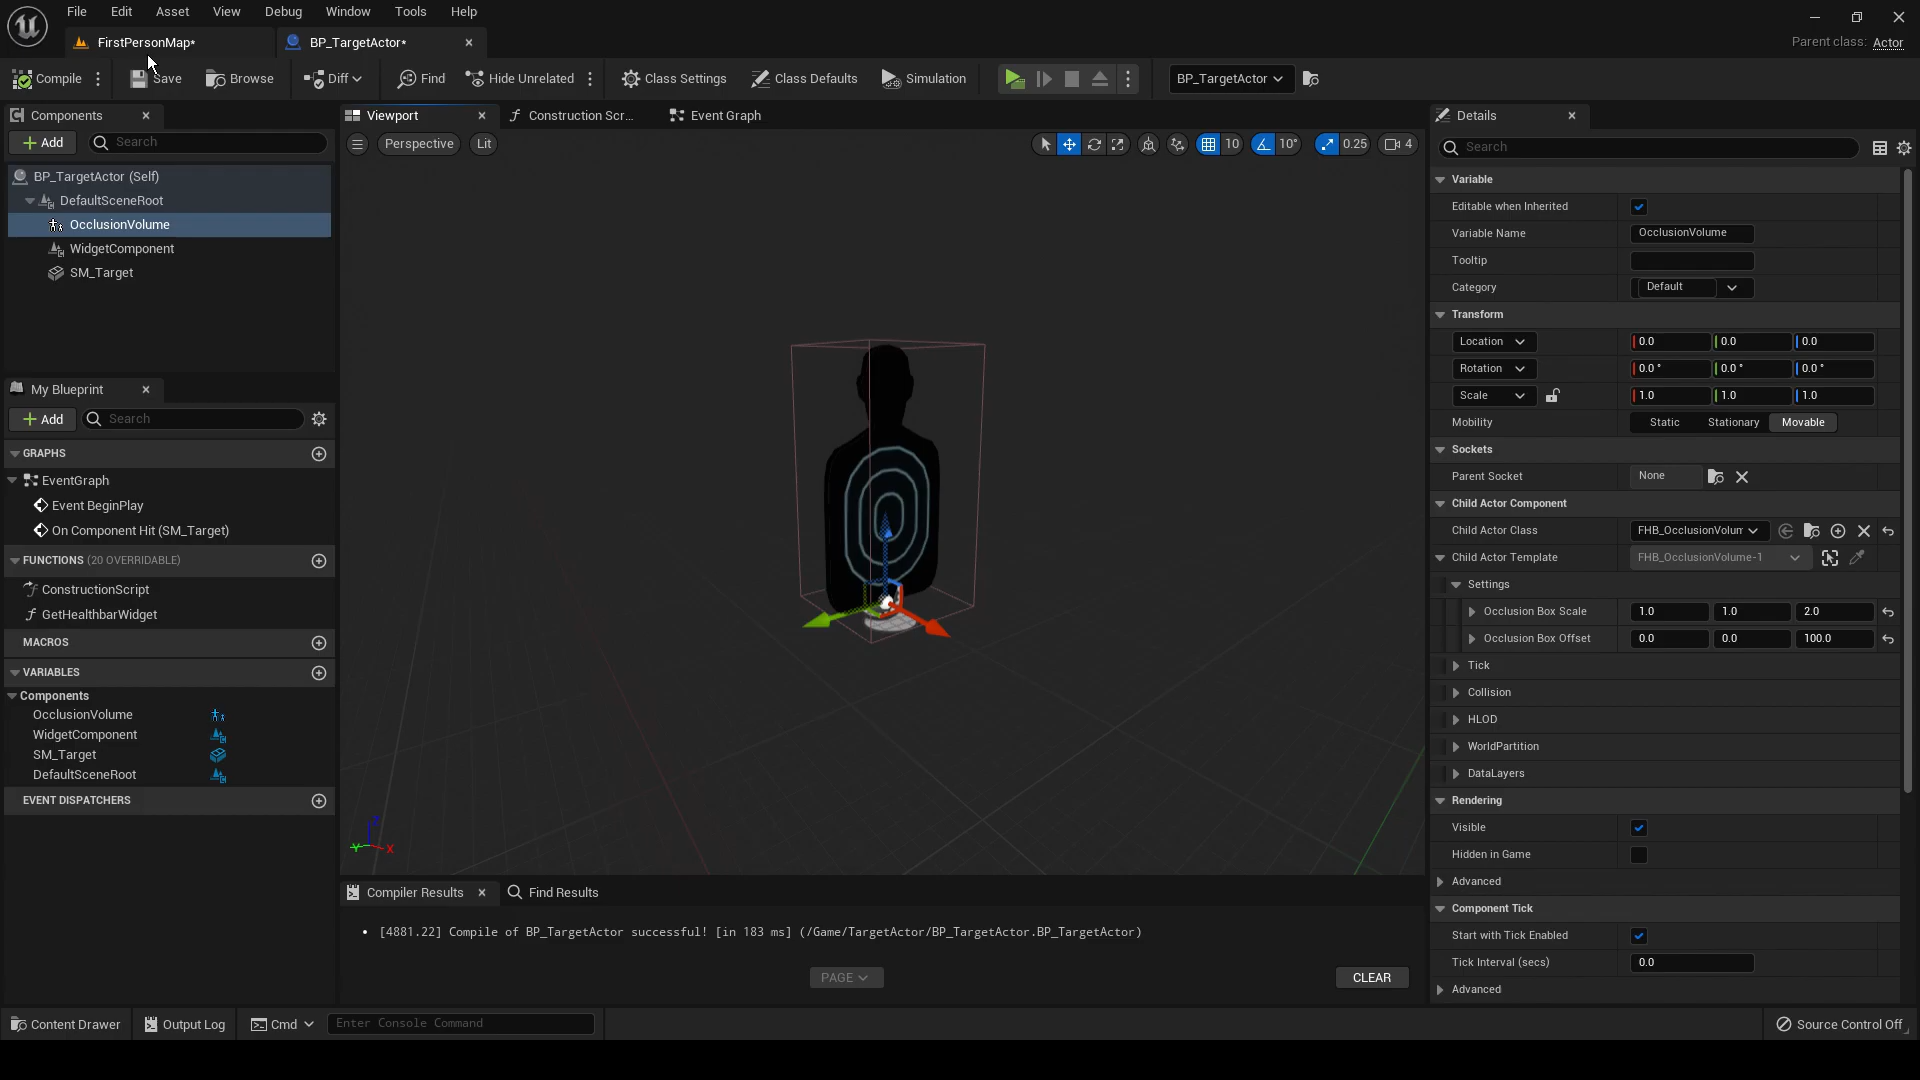 File Edit Asset View Debug Window Tools Help
FirstPersonMap* BP_TargetActor* Parent class: Actor
Compile Save Browse Diff Find Hide Unrelated Class Settings Class Defaults Simulation BP_TargetActor
Components Viewport Construction Scr... Event Graph Details
Add Search Perspective Lit 10 10° 0.25 4 Search
BP_TargetActor (Self)
DefaultSceneRoot
OcclusionVolume
WidgetComponent
SM_Target
My Blueprint
Add Search
GRAPHS
EventGraph
Event BeginPlay
On Component Hit (SM_Target)
FUNCTIONS (20 OVERRIDABLE)
ConstructionScript
GetHealthbarWidget
MACROS
VARIABLES
Components
OcclusionVolume
WidgetComponent
SM_Target
DefaultSceneRoot
EVENT DISPATCHERS
Z
Y X
Compiler Results Find Results
• [4881.22] Compile of BP_TargetActor successful! [in 183 ms] (/Game/TargetActor/BP_TargetActor.BP_TargetActor)
PAGE CLEAR
Variable
Editable when Inherited
Variable Name OcclusionVolume
Tooltip
Category Default
Transform
Location 0.0 0.0 0.0
Rotation 0.0 ° 0.0 ° 0.0 °
Scale 1.0 1.0 1.0
Mobility Static Stationary Movable
Sockets
Parent Socket None
Child Actor Component
Child Actor Class FHB_OcclusionVolum
Child Actor Template FHB_OcclusionVolume-1
Settings
Occlusion Box Scale 1.0 1.0 2.0
Occlusion Box Offset 0.0 0.0 100.0
Tick
Collision
HLOD
WorldPartition
DataLayers
Rendering
Visible
Hidden in Game
Advanced
Component Tick
Start with Tick Enabled
Tick Interval (secs) 0.0
Advanced
Content Drawer Output Log Cmd Enter Console Command Source Control Off